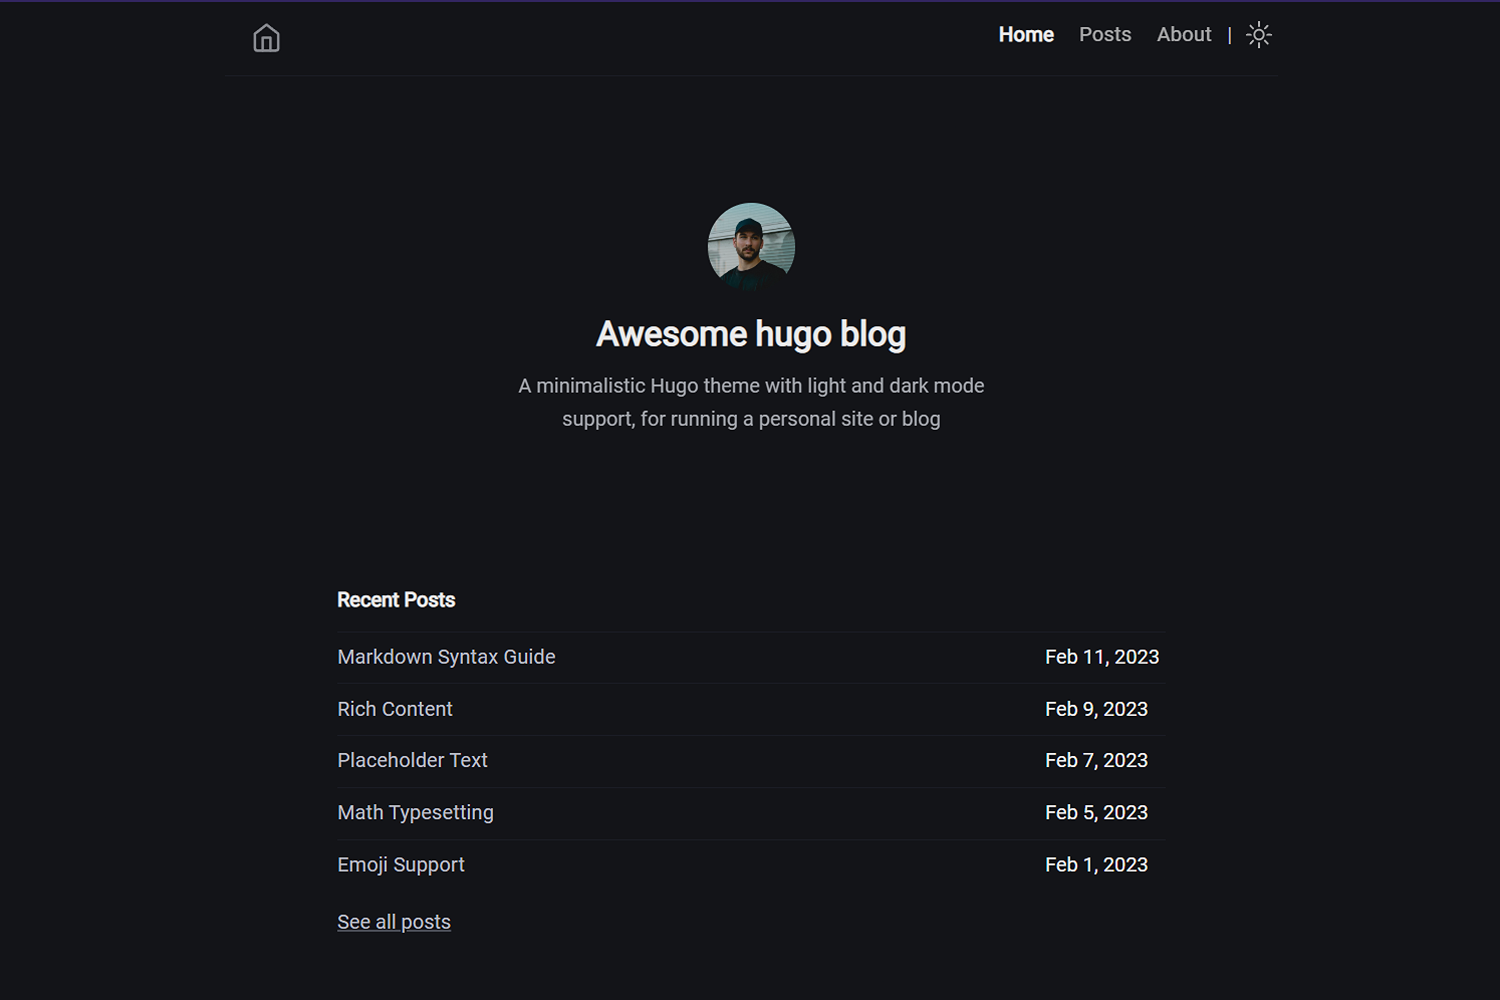 Home Posts About |
Awesome hugo blog
A minimalistic Hugo theme with light and dark mode
support, for running a personal site or blog
Recent Posts
Markdown Syntax Guide Feb 11, 2023
Rich Content Feb 9, 2023
Placeholder Text Feb 7, 2023
Math Typesetting Feb 5, 2023
Emoji Support Feb 1, 2023
See all posts